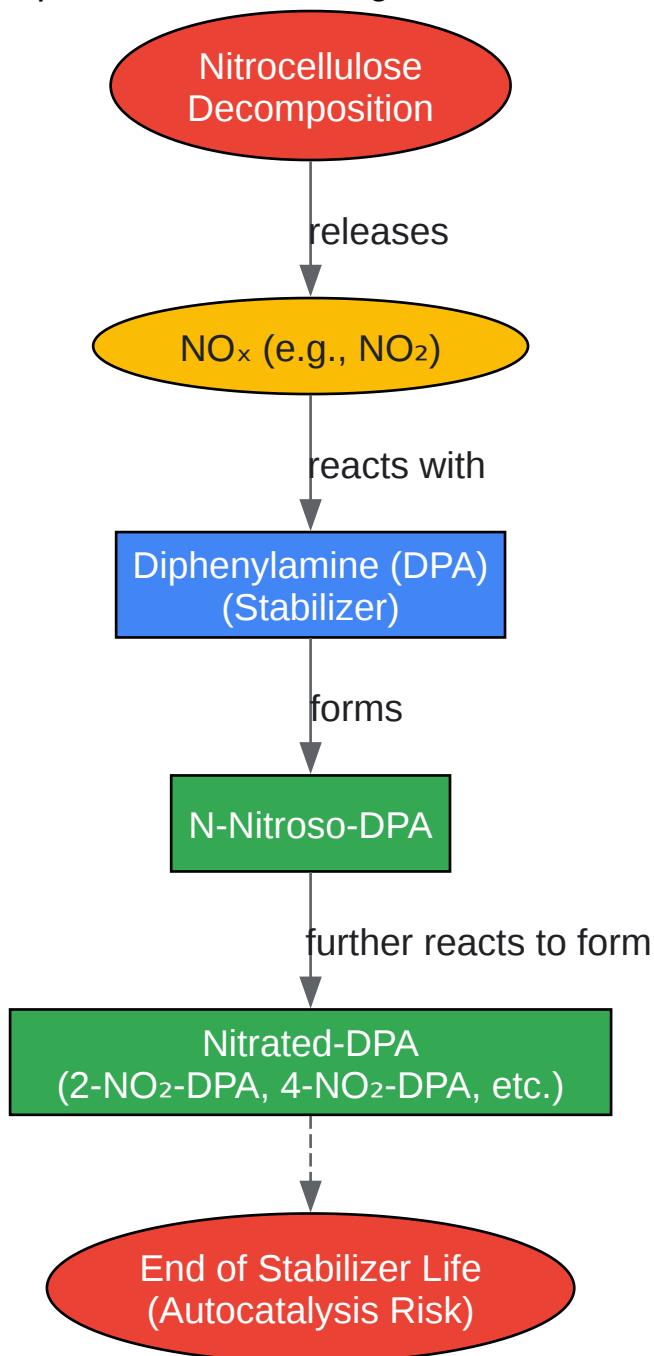 Nitrocellulose
Decomposition
releases
NOₓ (e.g., NO₂)
reacts with
Diphenylamine (DPA)
(Stabilizer)
forms
N-Nitroso-DPA
further reacts to form
Nitrated-DPA
(2-NO₂-DPA, 4-NO₂-DPA, etc.)
End of Stabilizer Life
(Autocatalysis Risk)